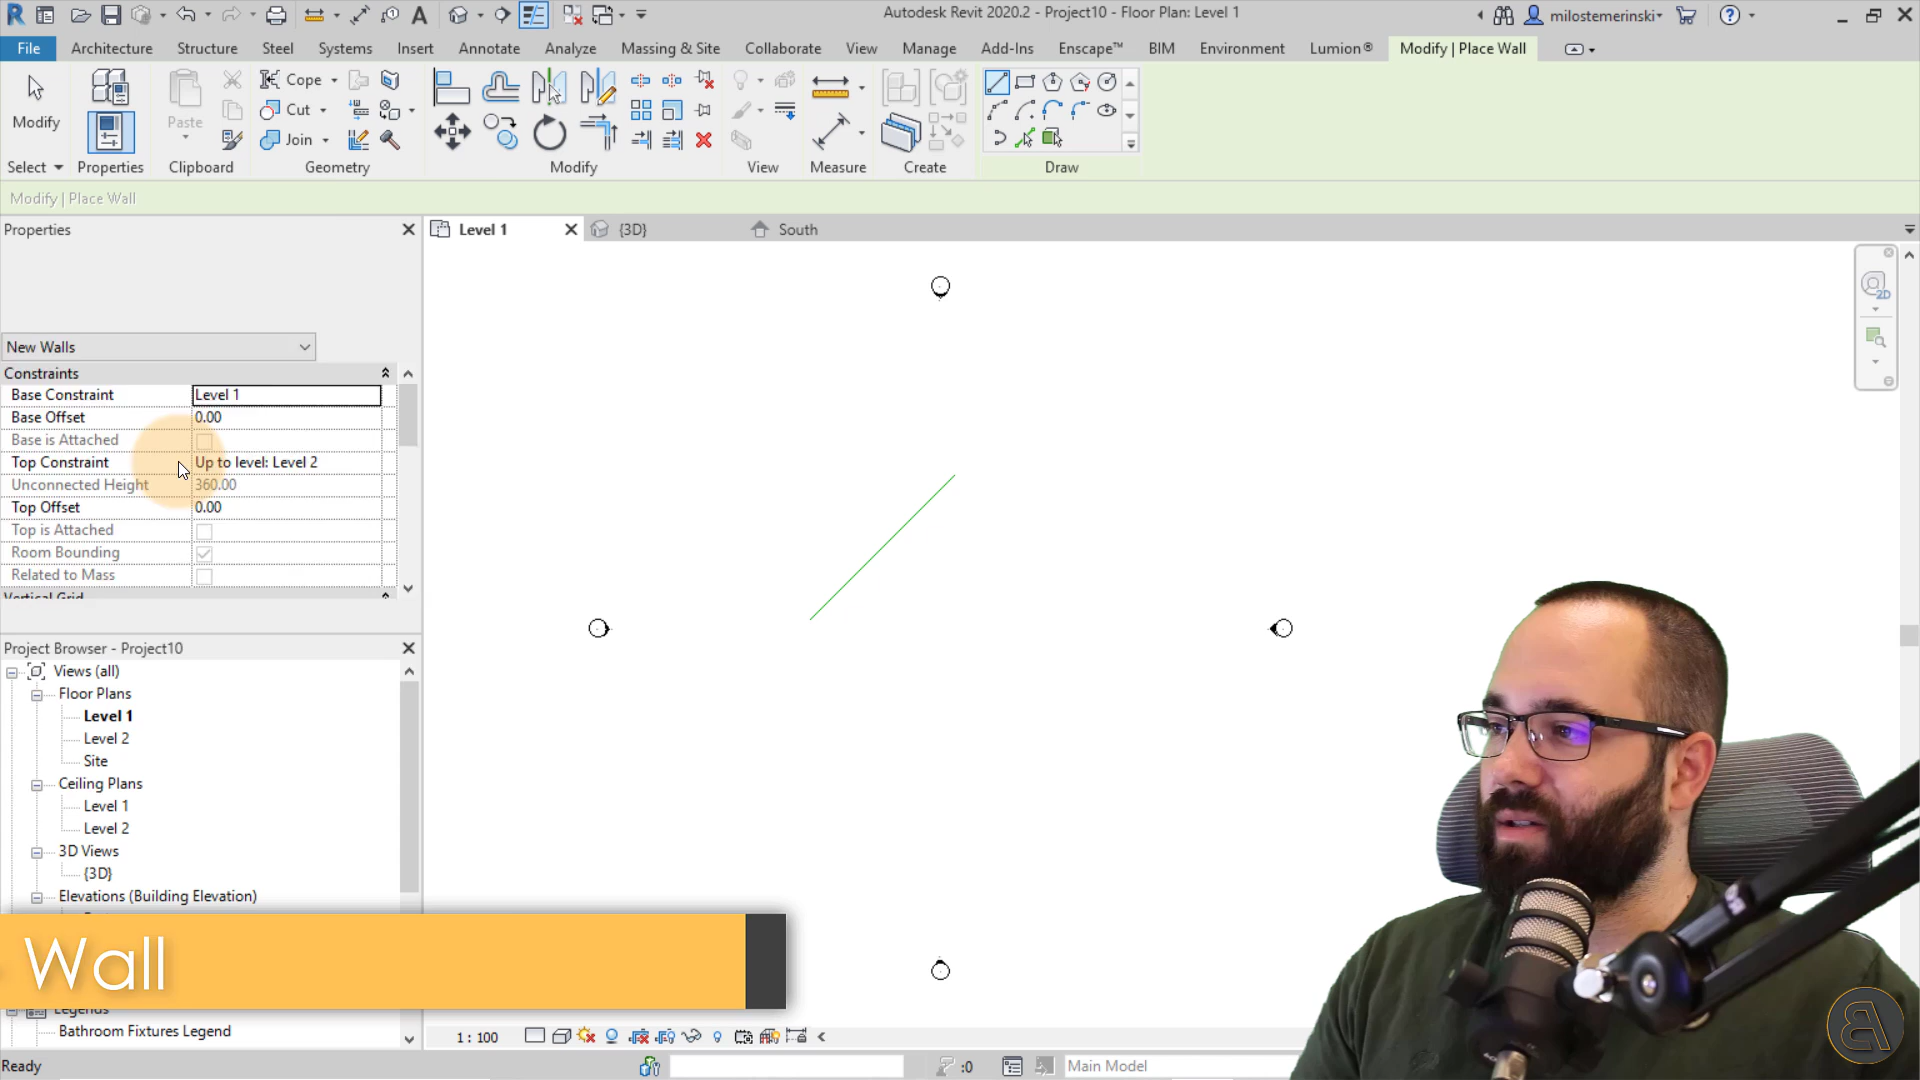 Autodesk Revit 2020.2 - Project10 - Floor Plan: Level 1
milostemerinski
File Architecture Structure Steel Systems Insert Annotate Analyze Massing & Site Collaborate View Manage Add-Ins Enscape™ BIM Environment Lumion® Modify | Place Wall
Modify
Paste
Cope
Cut
Join
Select Properties Clipboard Geometry Modify View Measure Create Draw
Modify | Place Wall
Properties
Level 1
{3D}
South
2D
New Walls
Constraints
Base Constraint Level 1
Base Offset 0.00
Base is Attached
Top Constraint Up to level: Level 2
Unconnected Height 360.00
Top Offset 0.00
Top is Attached
Room Bounding
Related to Mass
Vertical Grid
Project Browser - Project10
Views (all)
Floor Plans
Level 1
Level 2
Site
Ceiling Plans
Level 1
Level 2
3D Views
{3D}
Elevations (Building Elevation)
Wall
Legends
Bathroom Fixtures Legend
1 : 100
Ready
:0
Main Model